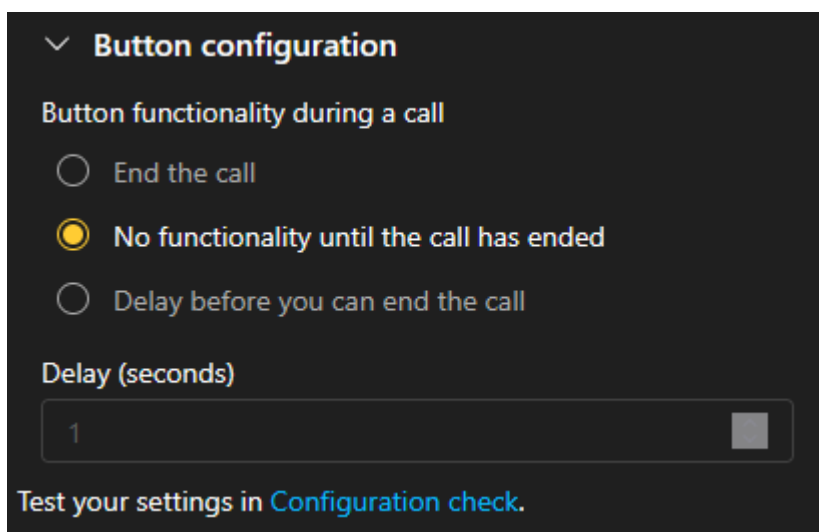 Button configuration
Button functionality during a call
End the call
No functionality until the call has ended
Delay before you can end the call
Delay (seconds)
1
Test your settings in Configuration check.